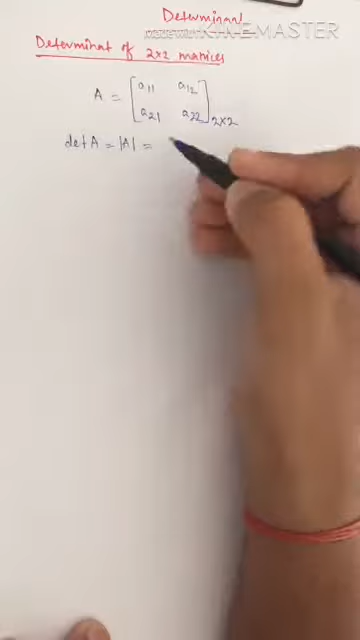 Determinant
Determinat of 2x2 matrices
A = [ a11 a12
a21 a22 ] 2x2
det A = |A| =